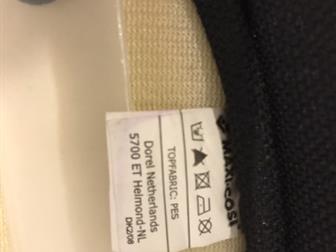 MAXI-COSI
TOPFABRIC: PES
Dorel Netherlands
5700 ET Helmond-NL
DK2/08